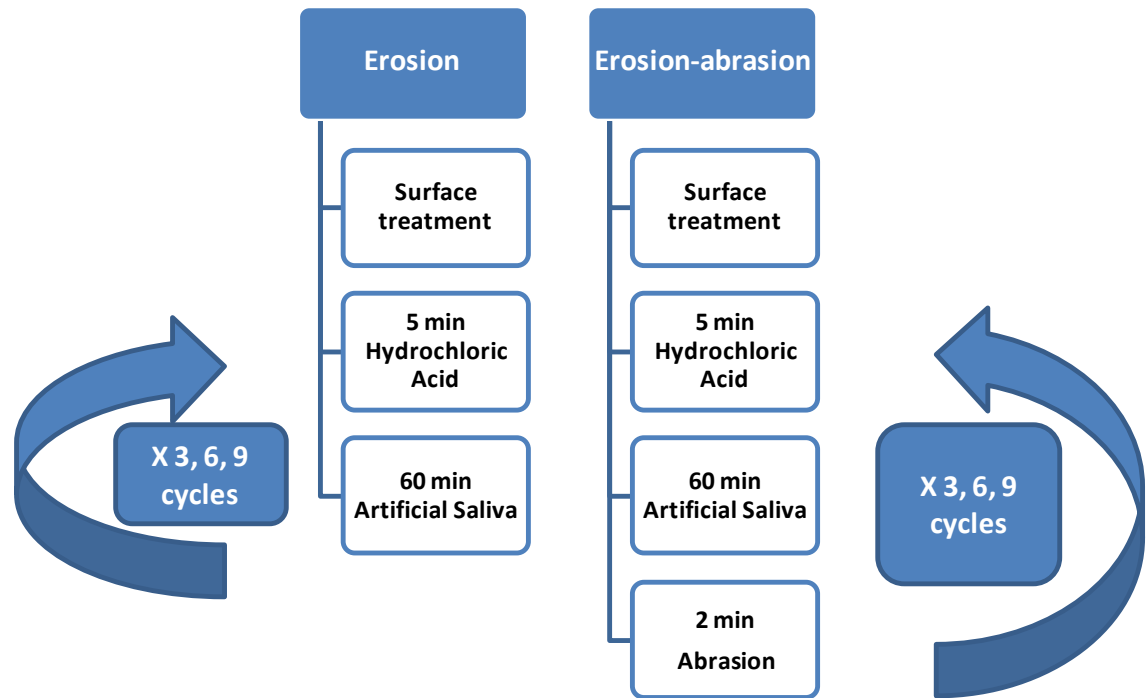 Erosion
Surface
treatment
5 min
Hydrochloric
Acid
60 min
Artificial Saliva
X 3, 6, 9
cycles
Erosion-abrasion
Surface
treatment
5 min
Hydrochloric
Acid
60 min
Artificial Saliva
2 min
Abrasion
X 3, 6, 9
cycles